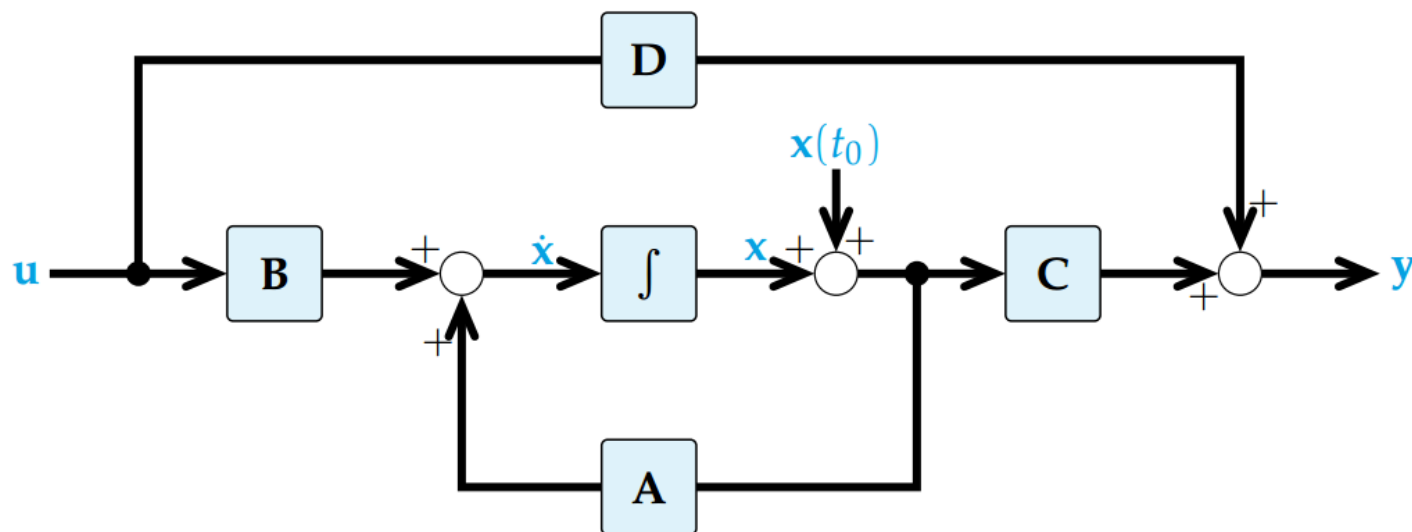 D
x(t₀)
+
u
B
+
ẋ
∫
x
+
+
C
+
y
+
A